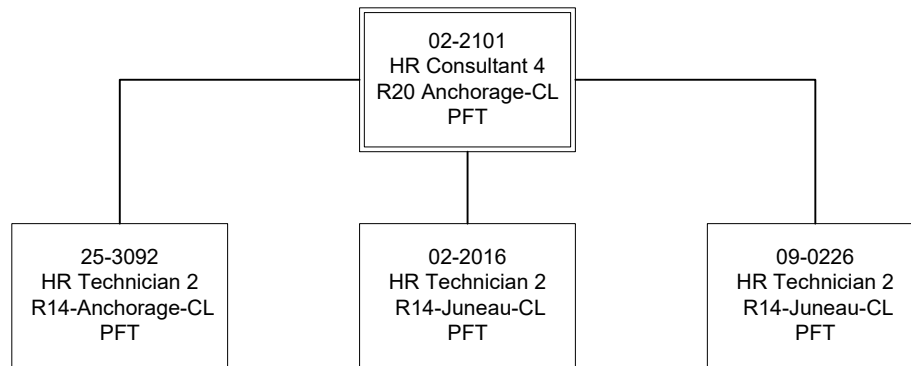 02-2101
HR Consultant 4
R20 Anchorage-CL
PFT
25-3092
HR Technician 2
R14-Anchorage-CL
PFT
02-2016
HR Technician 2
R14-Juneau-CL
PFT
09-0226
HR Technician 2
R14-Juneau-CL
PFT